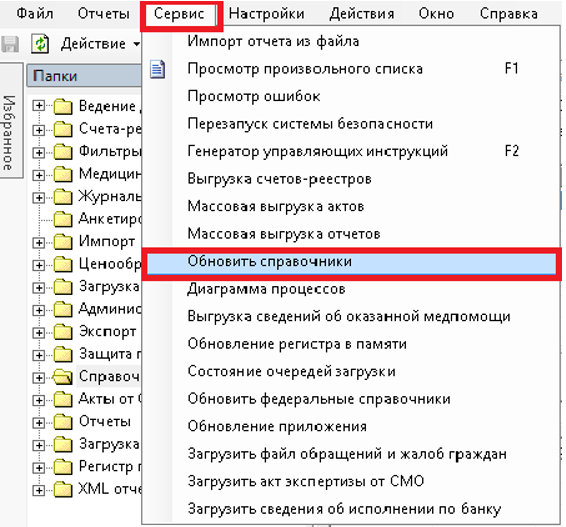 Файл Отчеты Сервис Настройки Действия Окно Справка
Действие
Избранное
Папки
Ведение
Счета-ре
Фильтры
Медицин
Журналы
Анкетиро
Импорт
Ценообр
Загрузка
Админис
Экспорт
Защита
Справоч
Акты от
Отчеты
Загрузка
Регистр
XML отче
Импорт отчета из файла
Просмотр произвольного списка F1
Просмотр ошибок
Перезапуск системы безопасности
Генератор управляющих инструкций F2
Выгрузка счетов-реестров
Массовая выгрузка актов
Массовая выгрузка отчетов
Обновить справочники
Диаграмма процессов
Выгрузка сведений об оказанной медпомощи
Обновление регистра в памяти
Состояние очередей загрузки
Обновить федеральные справочники
Обновление приложения
Загрузить файл обращений и жалоб граждан
Загрузить акт экспертизы от СМО
Загрузить сведения об исполнении по банку